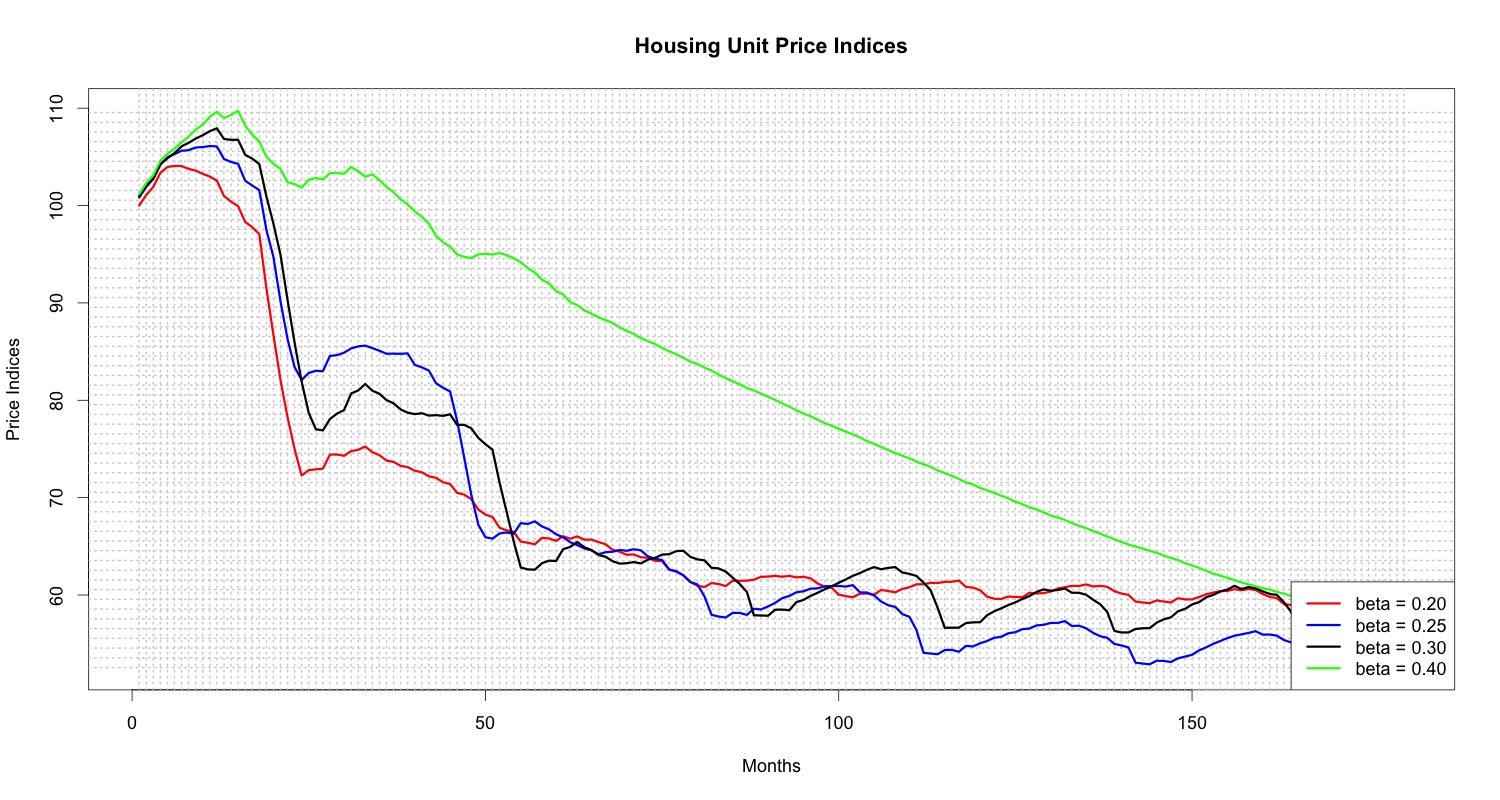 Housing Unit Price Indices
Price Indices
110
100
90
80
70
60
beta = 0.20
beta = 0.25
beta = 0.30
beta = 0.40
0 50 100 150
Months